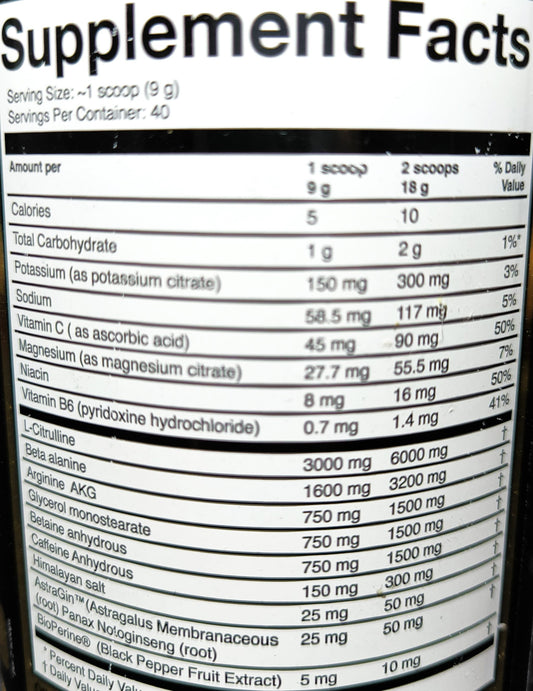 Supplement Facts
Serving Size: ~1 scoop (9 g)
Servings Per Container: 40
Amount per 1 scoop 2 scoops % Daily
9 g 18 g Value
Calories 5 10
Total Carbohydrate 1 g 2 g 1%*
Potassium (as potassium citrate) 150 mg 300 mg 3%
Sodium 58.5 mg 117 mg 5%
Vitamin C ( as ascorbic acid) 45 mg 90 mg 50%
Magnesium (as magnesium citrate) 27.7 mg 55.5 mg 7%
Niacin 8 mg 16 mg 50%
Vitamin B6 (pyridoxine hydrochloride) 0.7 mg 1.4 mg 41%
L-Citrulline 3000 mg 6000 mg †
Beta alanine 1600 mg 3200 mg †
Arginine AKG 750 mg 1500 mg †
Glycerol monostearate 750 mg 1500 mg †
Betaine anhydrous 750 mg 1500 mg †
Caffeine Anhydrous 150 mg 300 mg †
Himalayan salt 25 mg 50 mg †
AstraGin™ (Astragalus Membranaceous 25 mg 50 mg
(root) Panax Notoginseng (root)
BioPerine® (Black Pepper Fruit Extract) 5 mg 10 mg †
* Percent Daily
† Daily